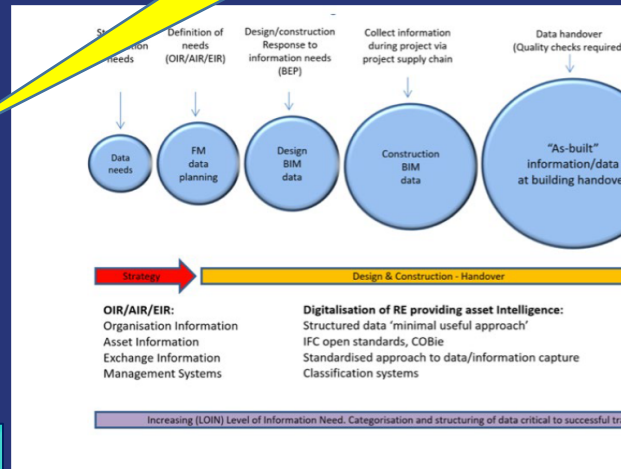 Definition of
needs
(OIR/AIR/EIR)
Design/construction
Response to
information needs
(BEP)
Collect information
during project via
project supply chain
Data handover
(Quality checks required
needs
Data
needs
FM
data
planning
Design
BIM
data
Construction
BIM
data
"As-built"
information/data
at building handove
Strategy
Design & Construction - Handover
OIR/AIR/EIR:
Organisation Information
Asset Information
Exchange Information
Management Systems
Digitalisation of RE providing asset Intelligence:
Structured data 'minimal useful approach'
IFC open standards, COBie
Standardised approach to data/information capture
Classification systems
Increasing (LOIN) Level of Information Need. Categorisation and structuring of data critical to successful tra